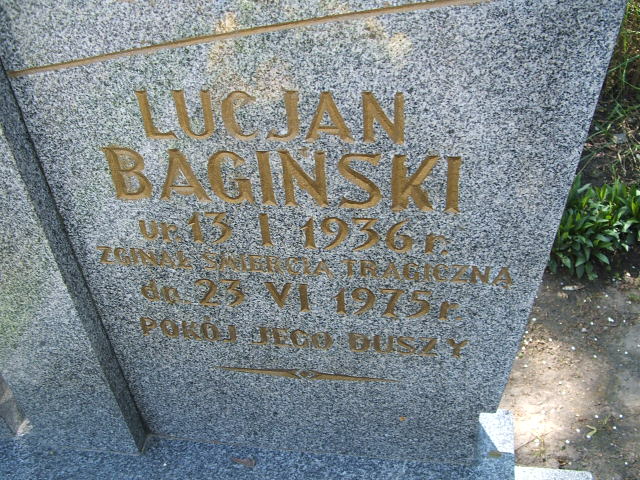 LUCJAN
BAGIŃSKI
ur. 13 I 1936 r.
ZGINĄŁ ŚMIERCIĄ TRAGICZNĄ
dn. 23 VI 1975 r.
POKÓJ JEGO DUSZY